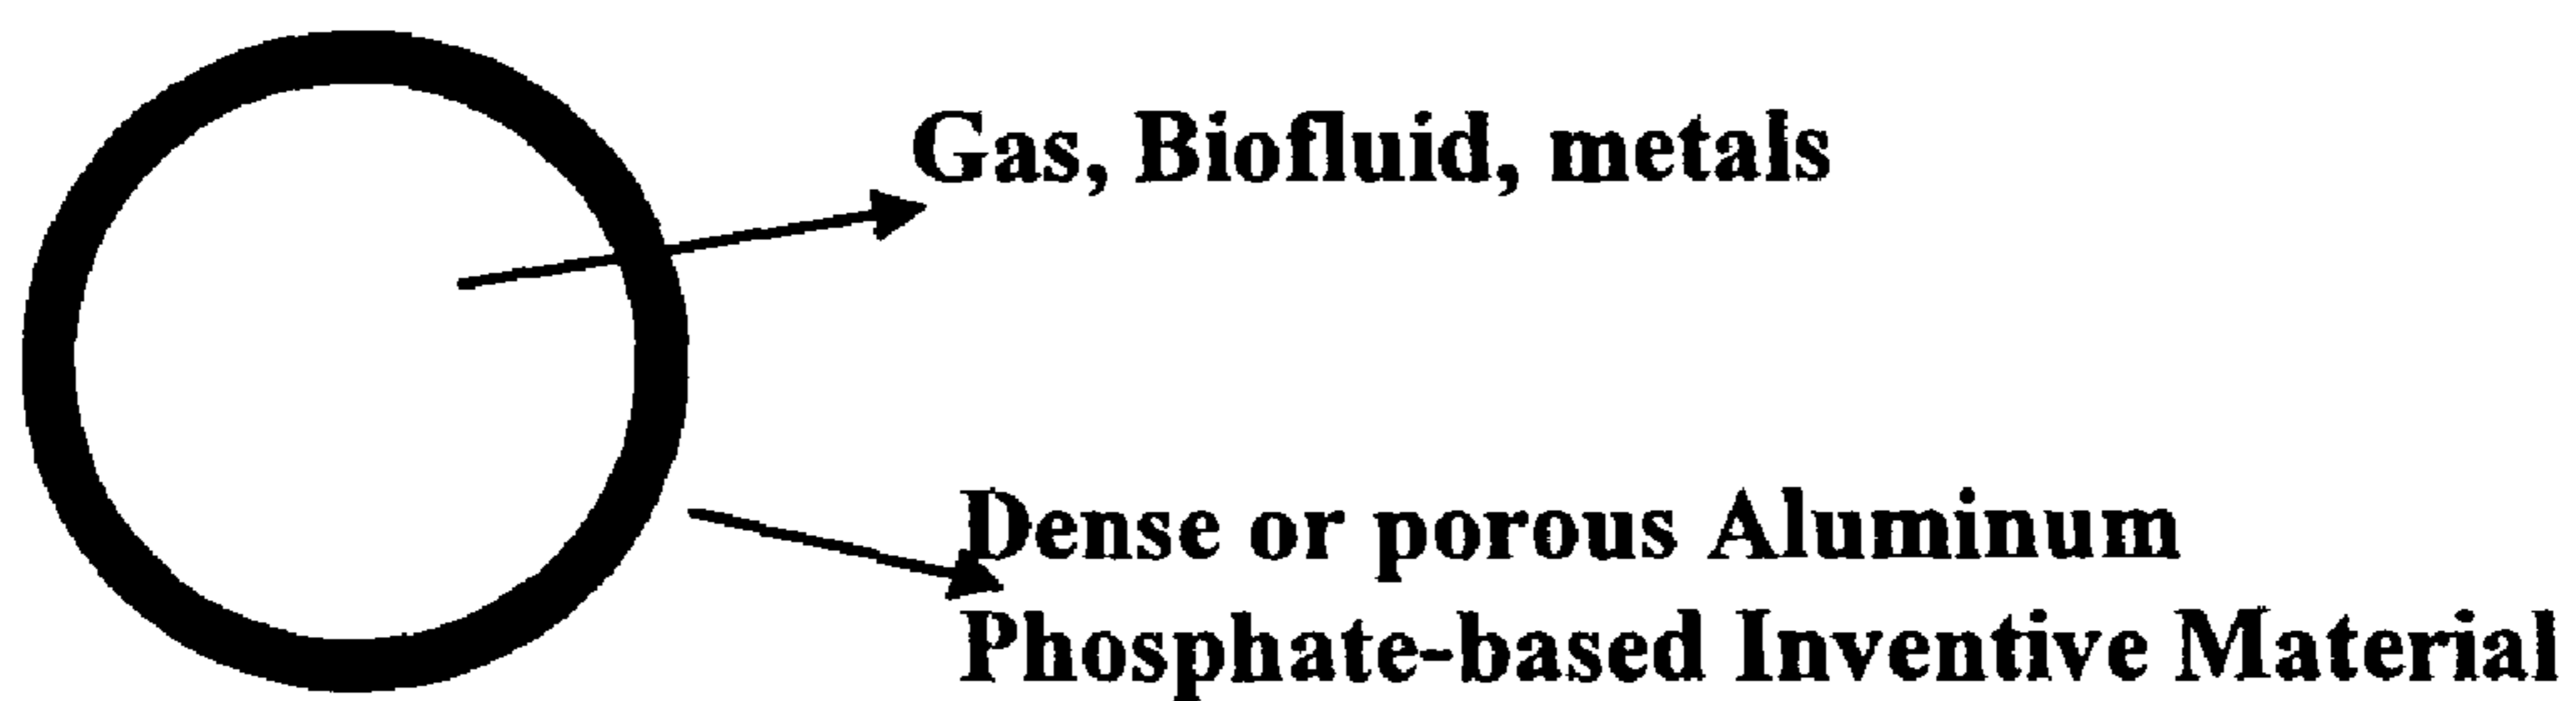 Gas, Biofluid, metals
Dense or porous Aluminum
Phosphate-based Inventive Material